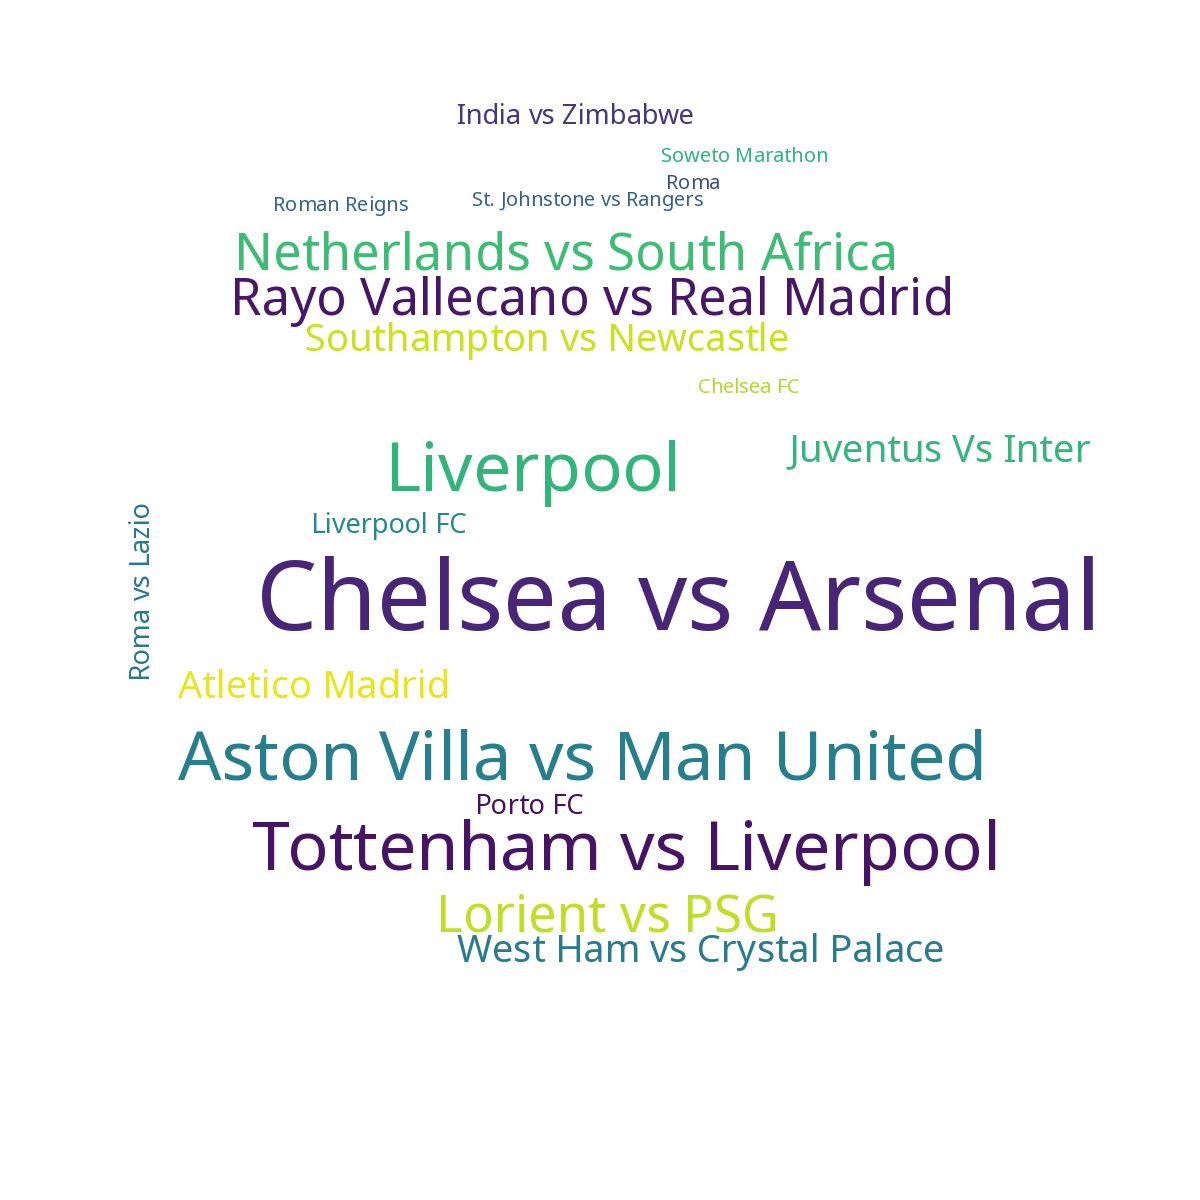 India vs Zimbabwe
Soweto Marathon
Roma
St. Johnstone vs Rangers
Roman Reigns
Netherlands vs South Africa
Rayo Vallecano vs Real Madrid
Southampton vs Newcastle
Chelsea FC
Juventus Vs Inter
Liverpool
Liverpool FC
Roma vs Lazio
Chelsea vs Arsenal
Atletico Madrid
Aston Villa vs Man United
Porto FC
Tottenham vs Liverpool
Lorient vs PSG
West Ham vs Crystal Palace